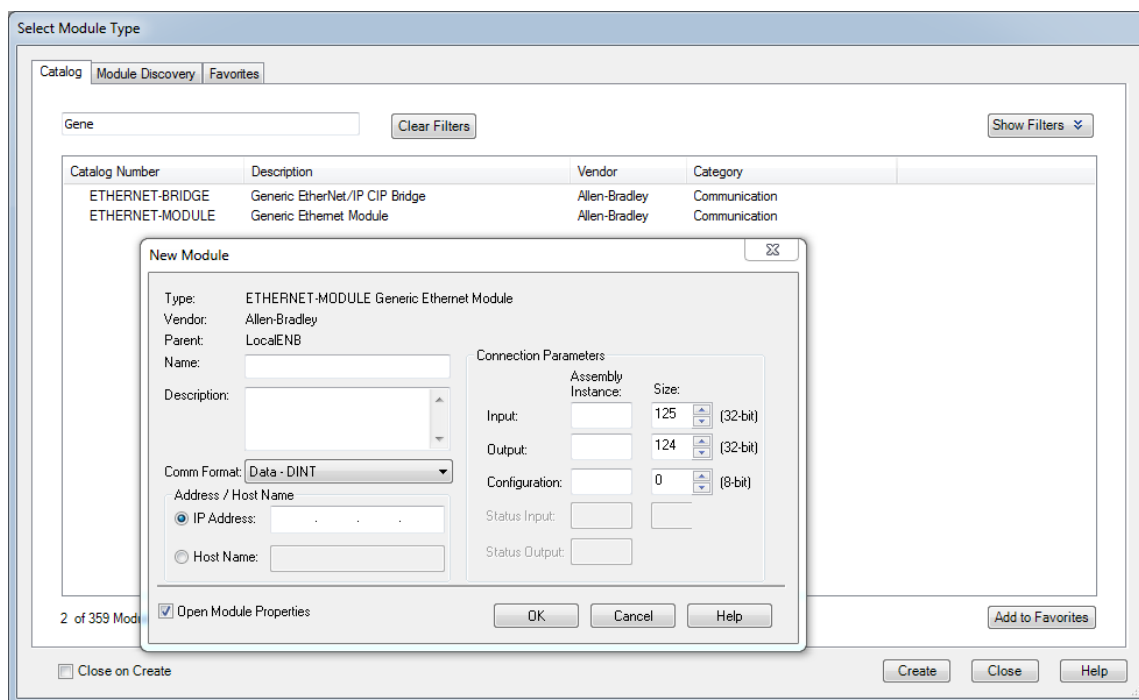 Select Module Type
Catalog Module Discovery Favorites
Gene Clear Filters Show Filters
Catalog Number Description Vendor Category
ETHERNET-BRIDGE Generic EtherNet/IP CIP Bridge Allen-Bradley Communication
ETHERNET-MODULE Generic Ethernet Module Allen-Bradley Communication
New Module
Type: ETHERNET-MODULE Generic Ethernet Module
Vendor: Allen-Bradley
Parent: LocalENB
Name:
Description:
Comm Format: Data - DINT
Address / Host Name
IP Address: . . .
Host Name:
Connection Parameters
Assembly
Instance: Size:
Input: 125 (32-bit)
Output: 124 (32-bit)
Configuration: 0 (8-bit)
Status Input:
Status Output:
Open Module Properties OK Cancel Help
2 of 359 Add to Favorites
Close on Create Create Close Help